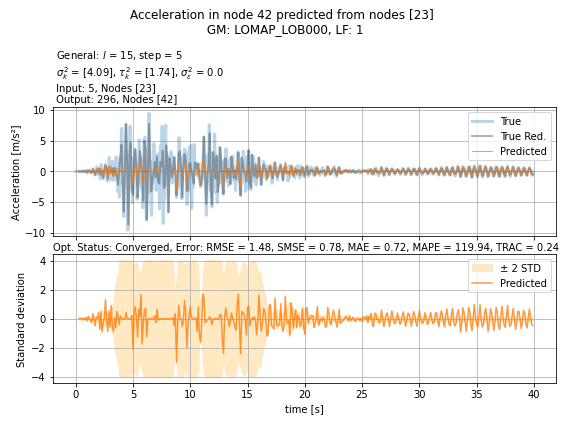 Acceleration in node 42 predicted from nodes [23]
GM: LOMAP_LOB000, LF: 1
General: l = 15, step = 5
σ²ₖ = [4.09], τ²ₖ = [1.74], σ²ε = 0.0
Input: 5, Nodes [23]
Output: 296, Nodes [42]
Acceleration [m/s²]
10
5
0
−5
−10
True
True Red.
Predicted
Opt. Status: Converged, Error: RMSE = 1.48, SMSE = 0.78, MAE = 0.72, MAPE = 119.94, TRAC = 0.24
Standard deviation
4
2
0
−2
−4
± 2 STD
Predicted
0 5 10 15 20 25 30 35 40
time [s]